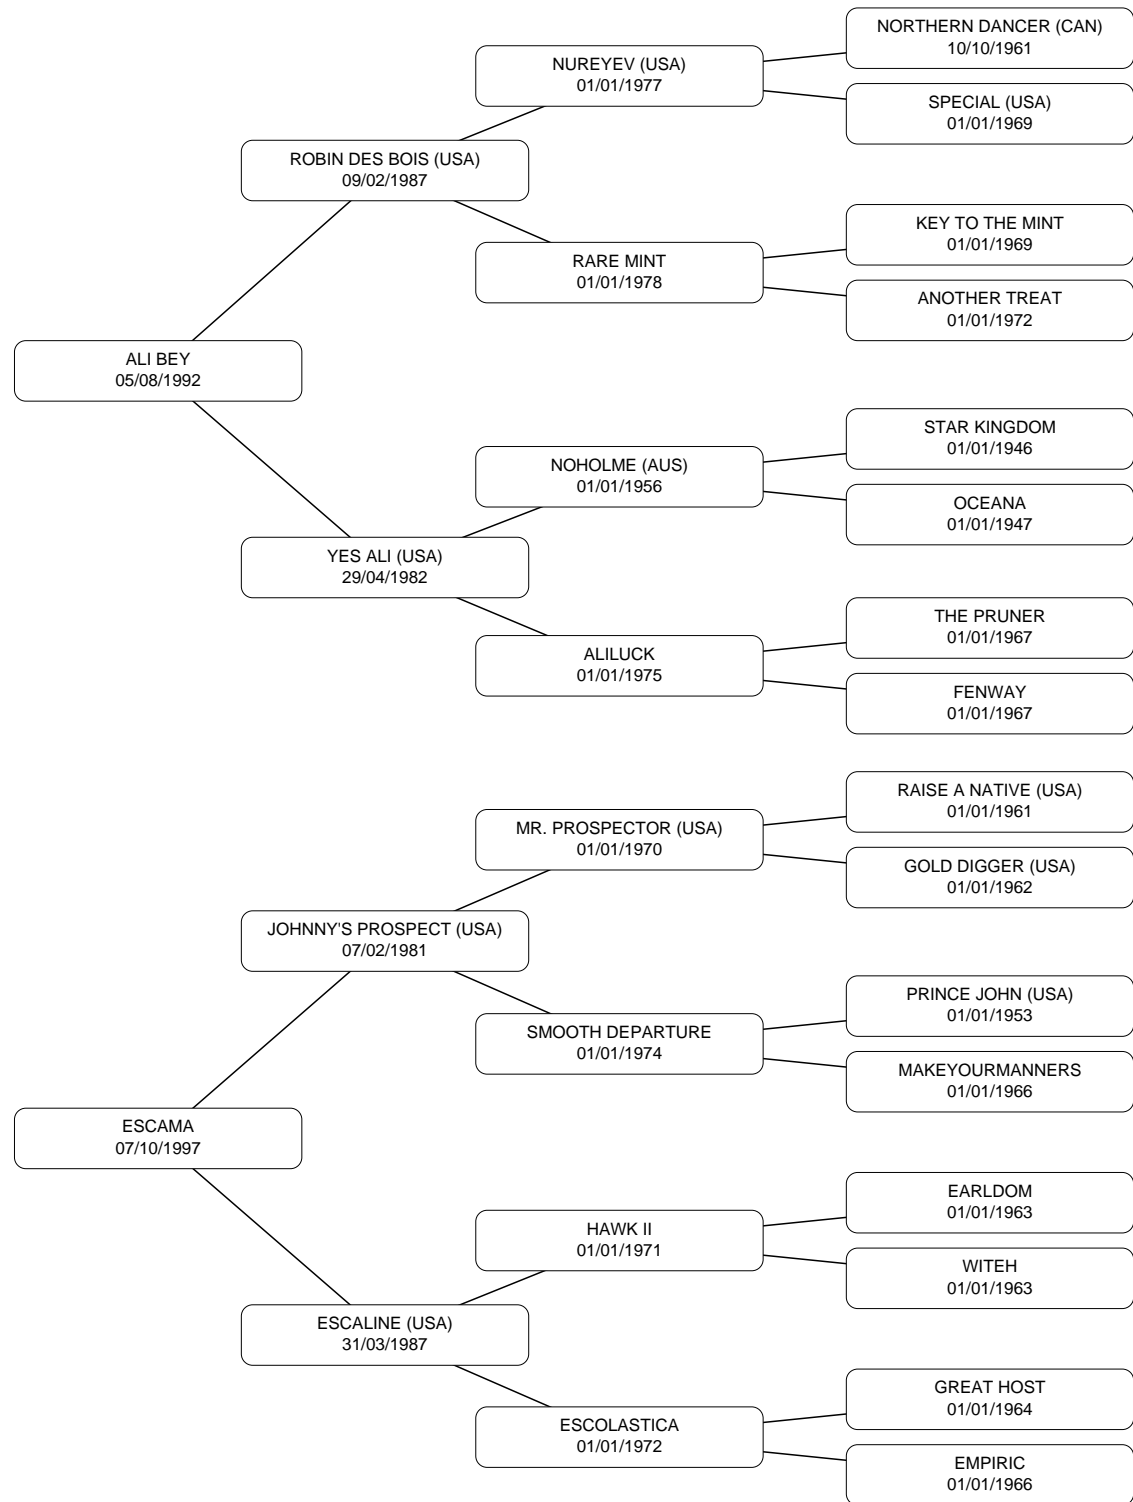 NORTHERN DANCER (CAN)
10/10/1961
NUREYEV (USA)
01/01/1977
SPECIAL (USA)
01/01/1969
ROBIN DES BOIS (USA)
09/02/1987
KEY TO THE MINT
01/01/1969
RARE MINT
01/01/1978
ANOTHER TREAT
01/01/1972
ALI BEY
05/08/1992
STAR KINGDOM
01/01/1946
NOHOLME (AUS)
01/01/1956
OCEANA
01/01/1947
YES ALI (USA)
29/04/1982
THE PRUNER
01/01/1967
ALILUCK
01/01/1975
FENWAY
01/01/1967
RAISE A NATIVE (USA)
01/01/1961
MR. PROSPECTOR (USA)
01/01/1970
GOLD DIGGER (USA)
01/01/1962
JOHNNY'S PROSPECT (USA)
07/02/1981
PRINCE JOHN (USA)
01/01/1953
SMOOTH DEPARTURE
01/01/1974
MAKEYOURMANNERS
01/01/1966
ESCAMA
07/10/1997
EARLDOM
01/01/1963
HAWK II
01/01/1971
WITEH
01/01/1963
ESCALINE (USA)
31/03/1987
GREAT HOST
01/01/1964
ESCOLASTICA
01/01/1972
EMPIRIC
01/01/1966